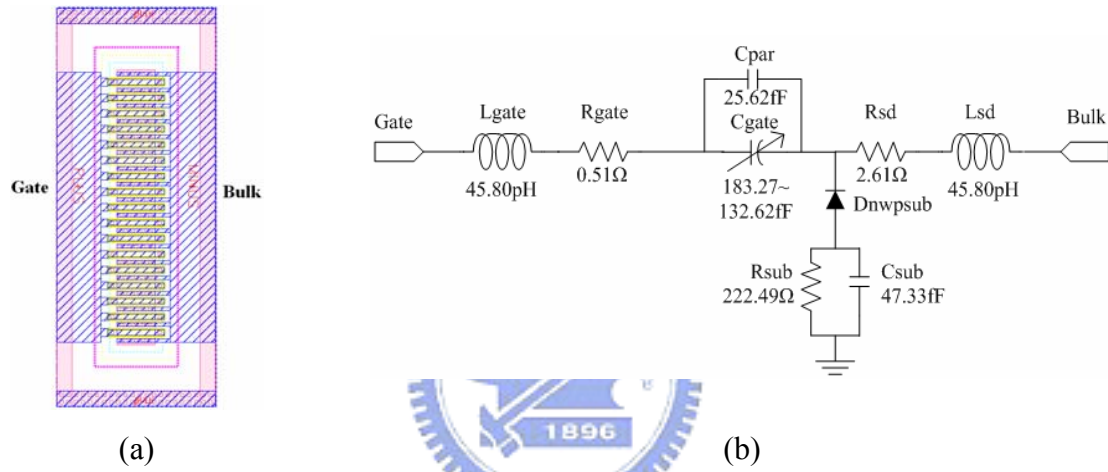 Gate
Bulk
(a)
Cpar
25.62fF
Cgate
183.27~
132.62fF
Gate
Lgate
45.80pH
Rgate
0.51Ω
Rsd
2.61Ω
Lsd
45.80pH
Bulk
Dnwpsub
Rsub
222.49Ω
Csub
47.33fF
1896
(b)